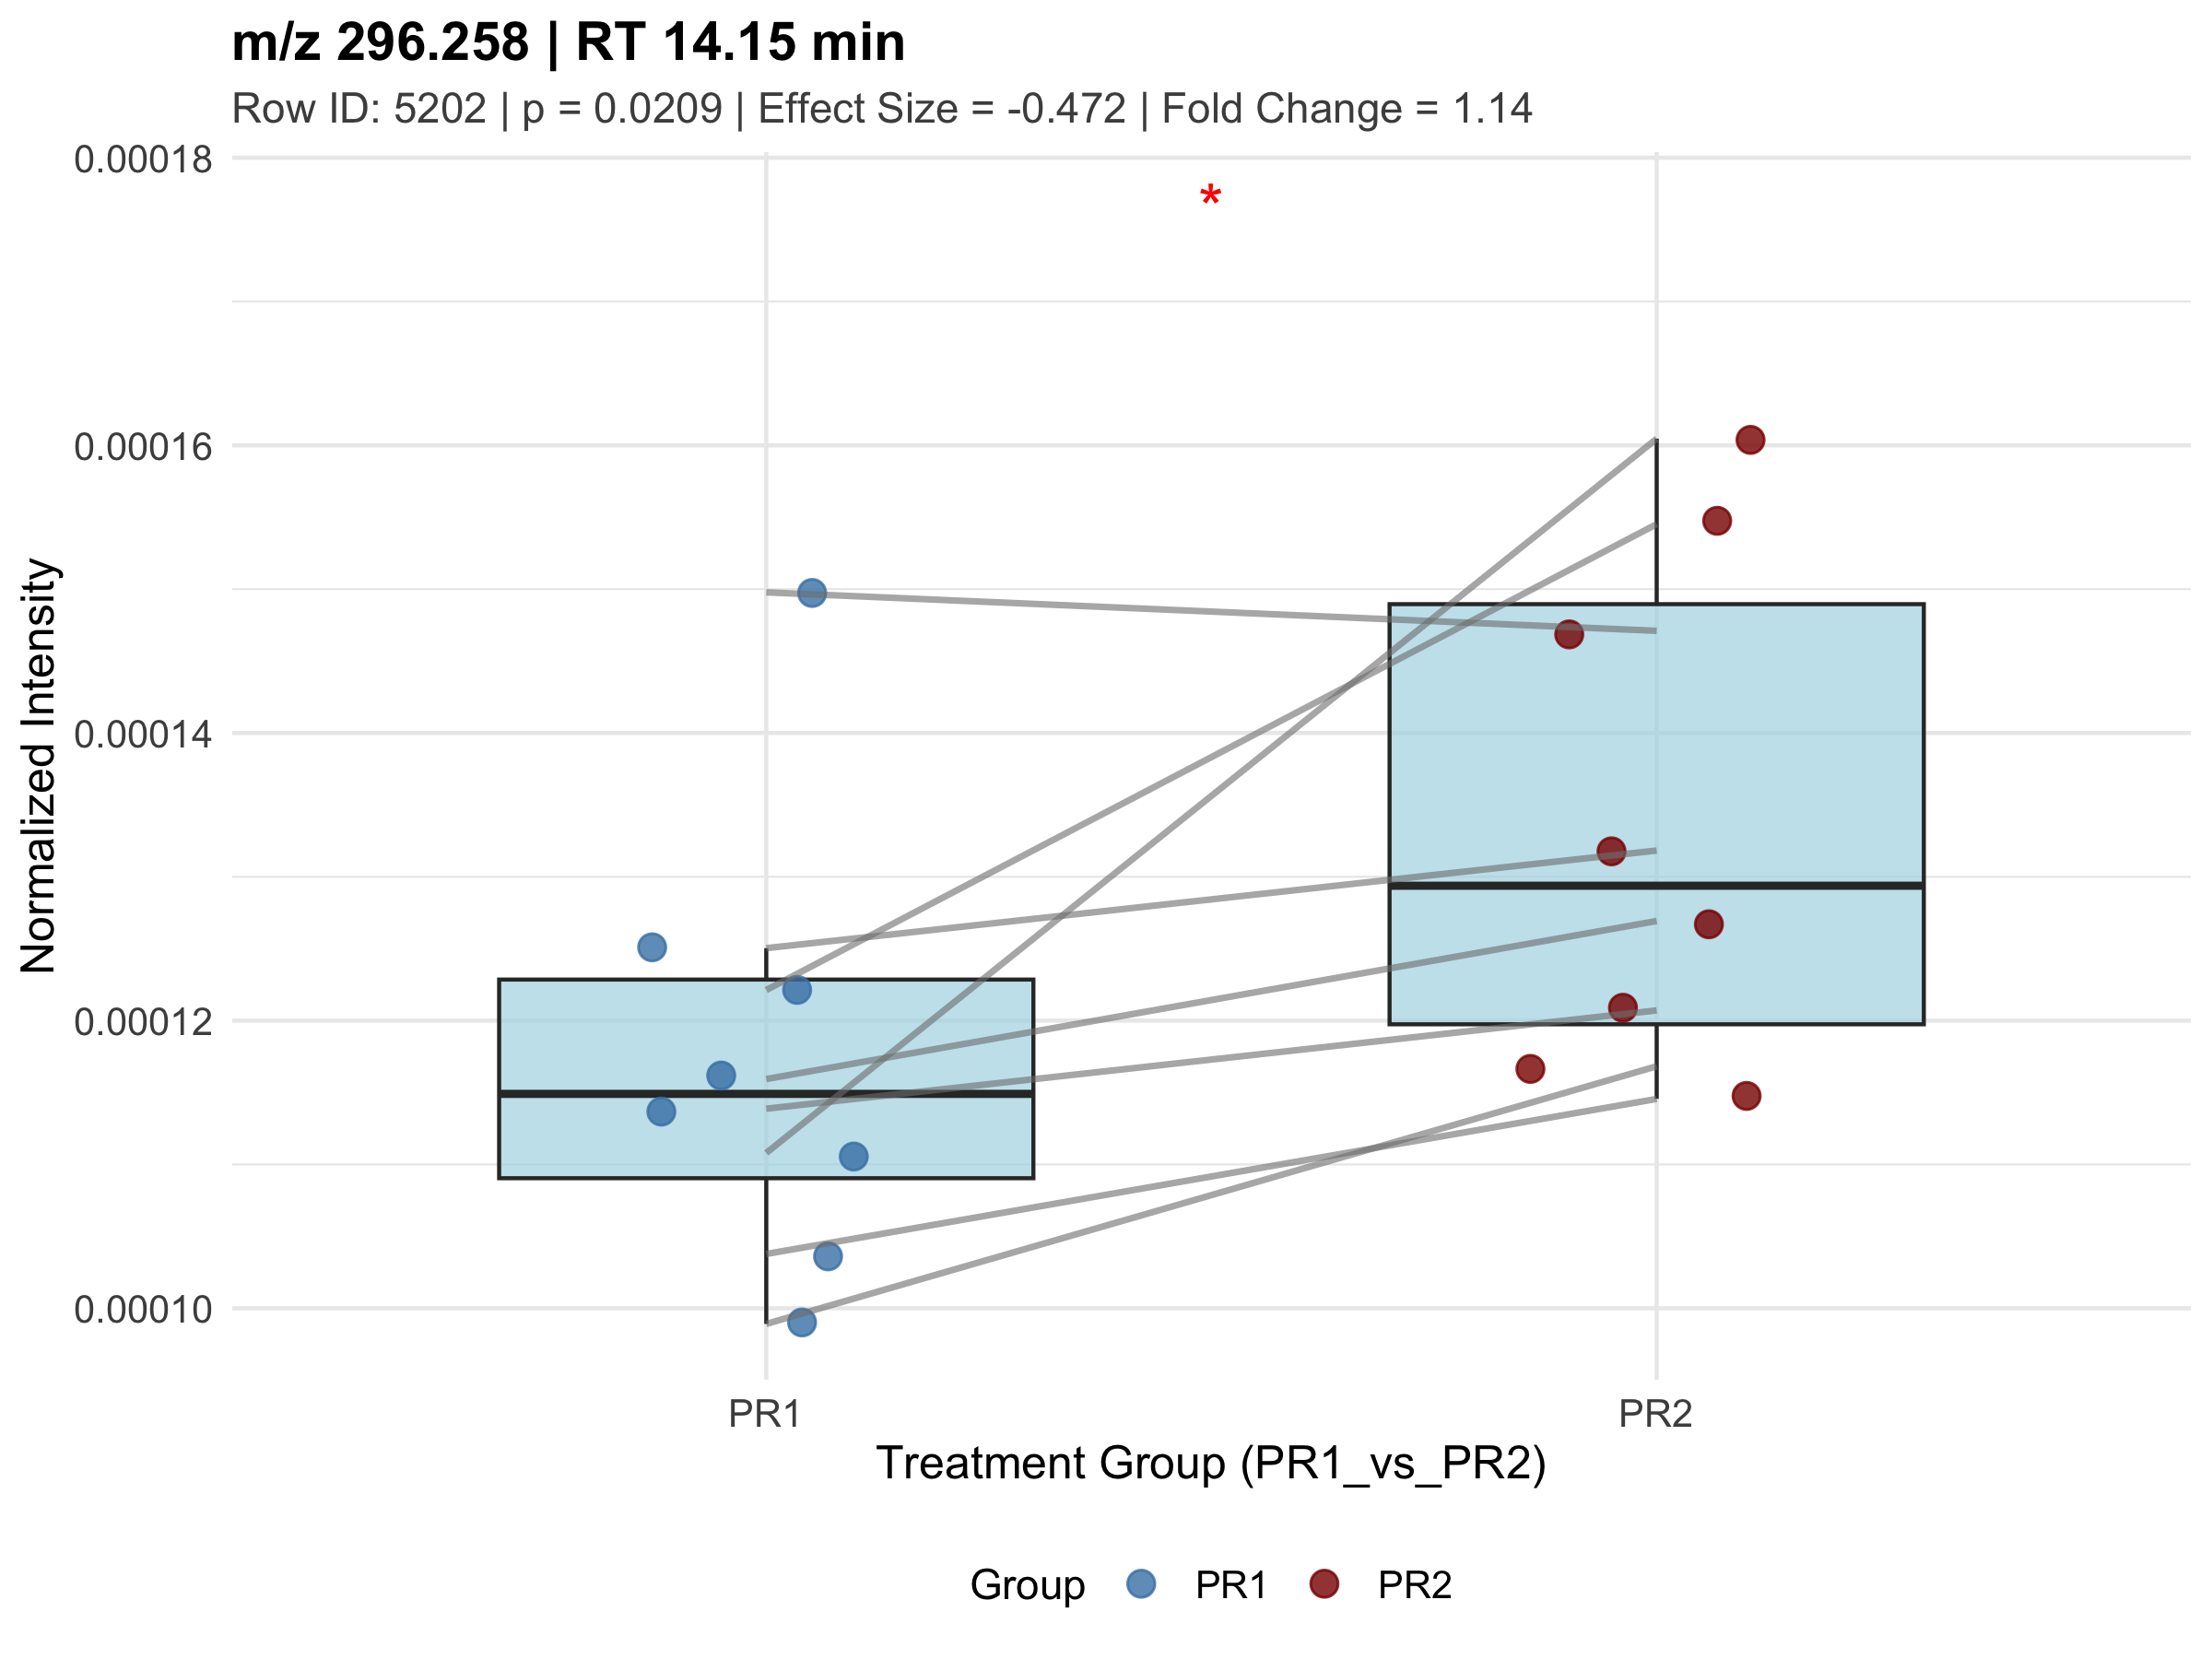 m/z 296.258 | RT 14.15 min
Row ID: 5202 | p = 0.0209 | Effect Size = -0.472 | Fold Change = 1.14
*
Normalized Intensity
0.00018
0.00016
0.00014
0.00012
0.00010
PR1 PR2
Treatment Group (PR1_vs_PR2)
Group PR1 PR2